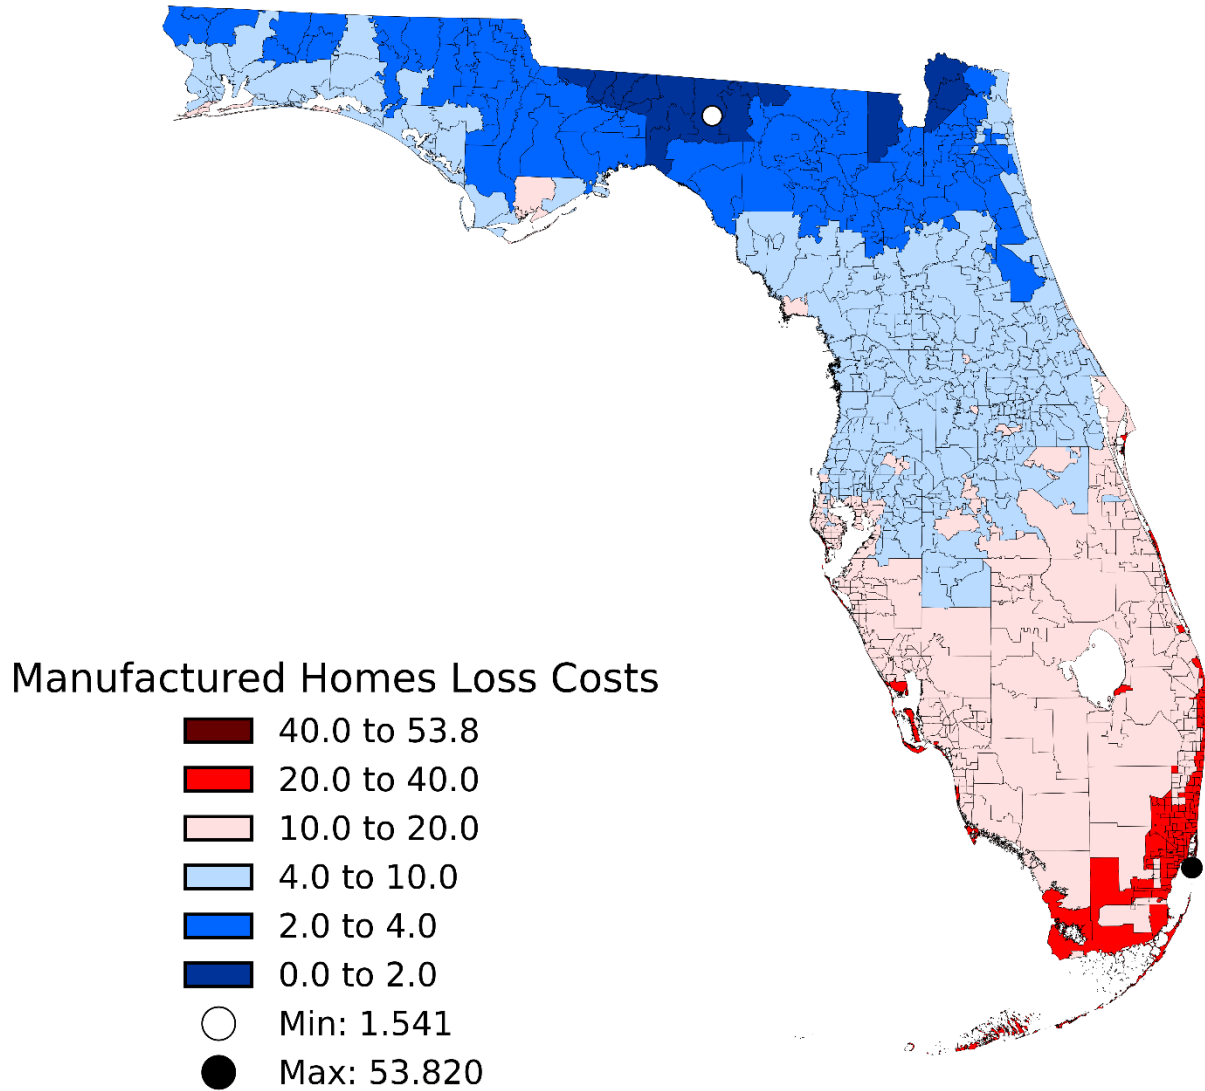 Manufactured Homes Loss Costs
40.0 to 53.8
20.0 to 40.0
10.0 to 20.0
4.0 to 10.0
2.0 to 4.0
0.0 to 2.0
Min: 1.541
Max: 53.820